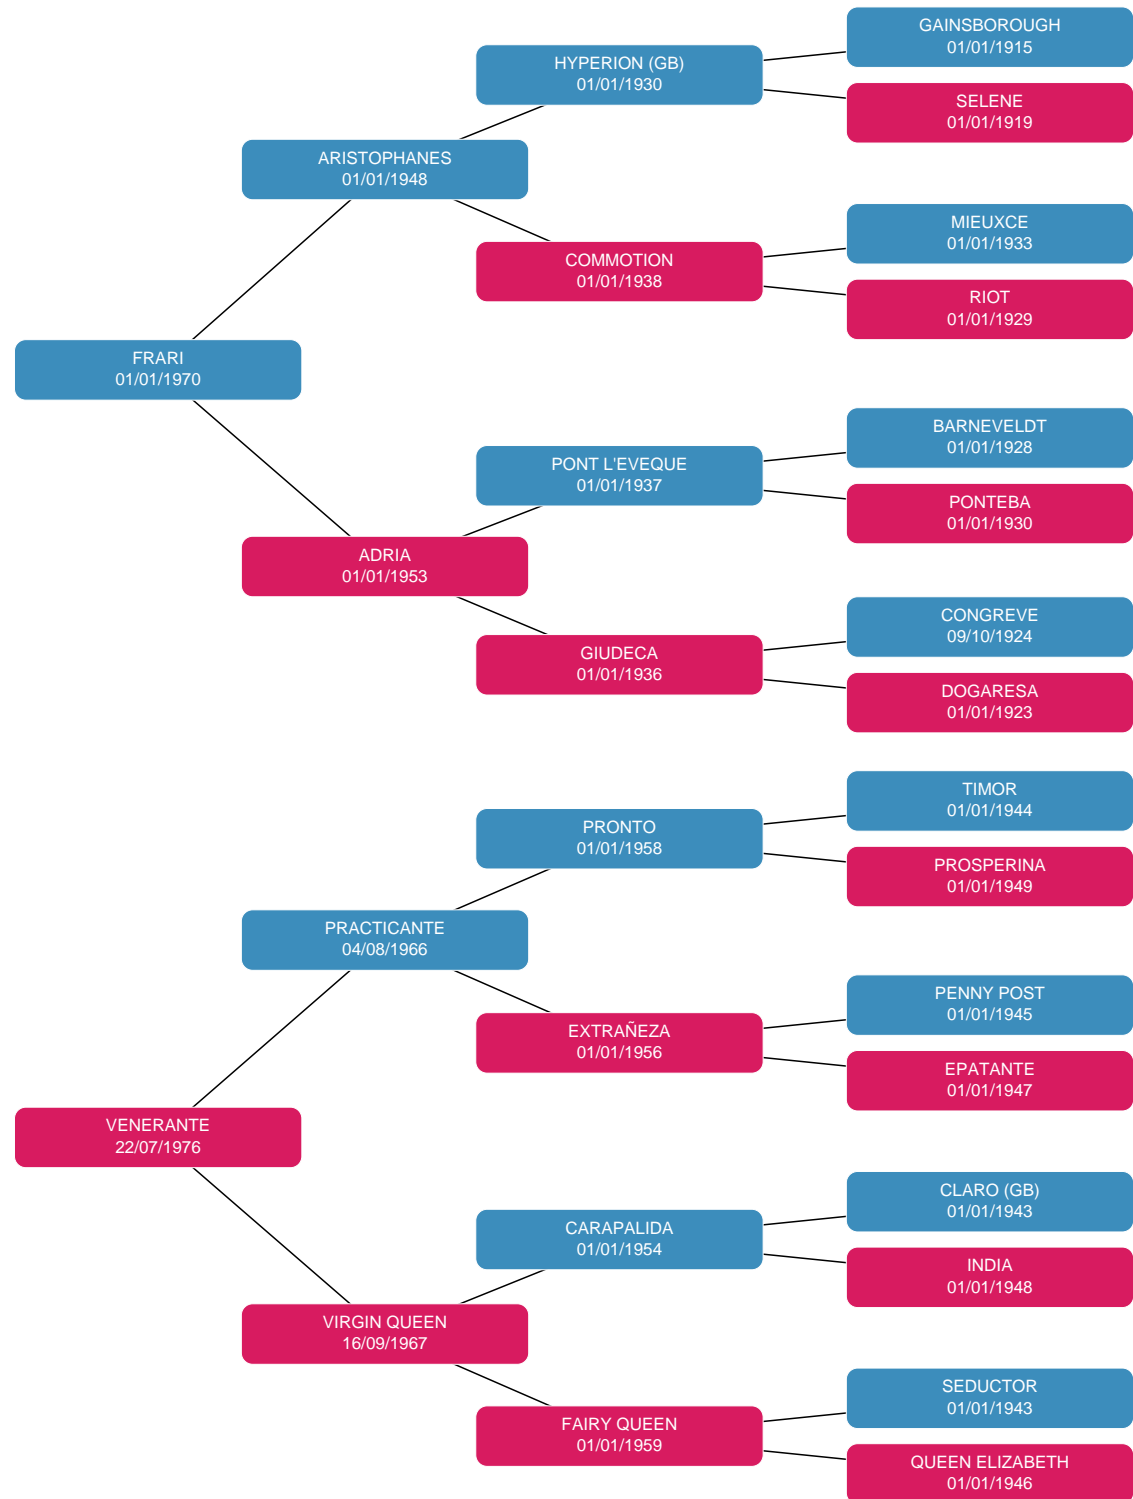 GAINSBOROUGH
01/01/1915
HYPERION (GB)
01/01/1930
SELENE
01/01/1919
ARISTOPHANES
01/01/1948
MIEUXCE
01/01/1933
COMMOTION
01/01/1938
RIOT
01/01/1929
FRARI
01/01/1970
BARNEVELDT
01/01/1928
PONT L'EVEQUE
01/01/1937
PONTEBA
01/01/1930
ADRIA
01/01/1953
CONGREVE
09/10/1924
GIUDECA
01/01/1936
DOGARESA
01/01/1923
TIMOR
01/01/1944
PRONTO
01/01/1958
PROSPERINA
01/01/1949
PRACTICANTE
04/08/1966
PENNY POST
01/01/1945
EXTRAÑEZA
01/01/1956
EPATANTE
01/01/1947
VENERANTE
22/07/1976
CLARO (GB)
01/01/1943
CARAPALIDA
01/01/1954
INDIA
01/01/1948
VIRGIN QUEEN
16/09/1967
SEDUCTOR
01/01/1943
FAIRY QUEEN
01/01/1959
QUEEN ELIZABETH
01/01/1946